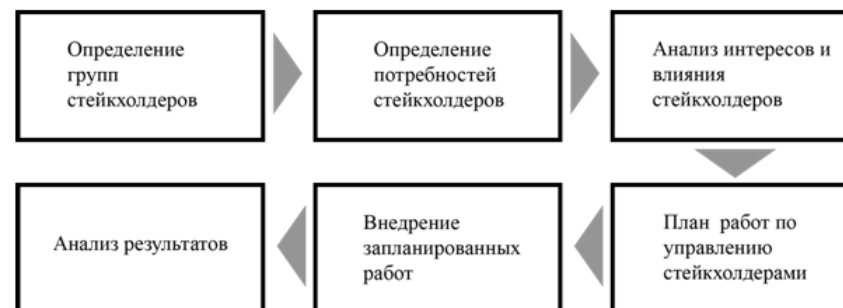 Определение
групп
стейкхолдеров
Определение
потребностей
стейкхолдеров
Анализ интересов и
влияния
стейкхолдеров
План работ по
управлению
стейкхолдерами
Внедрение
запланированных
работ
Анализ результатов